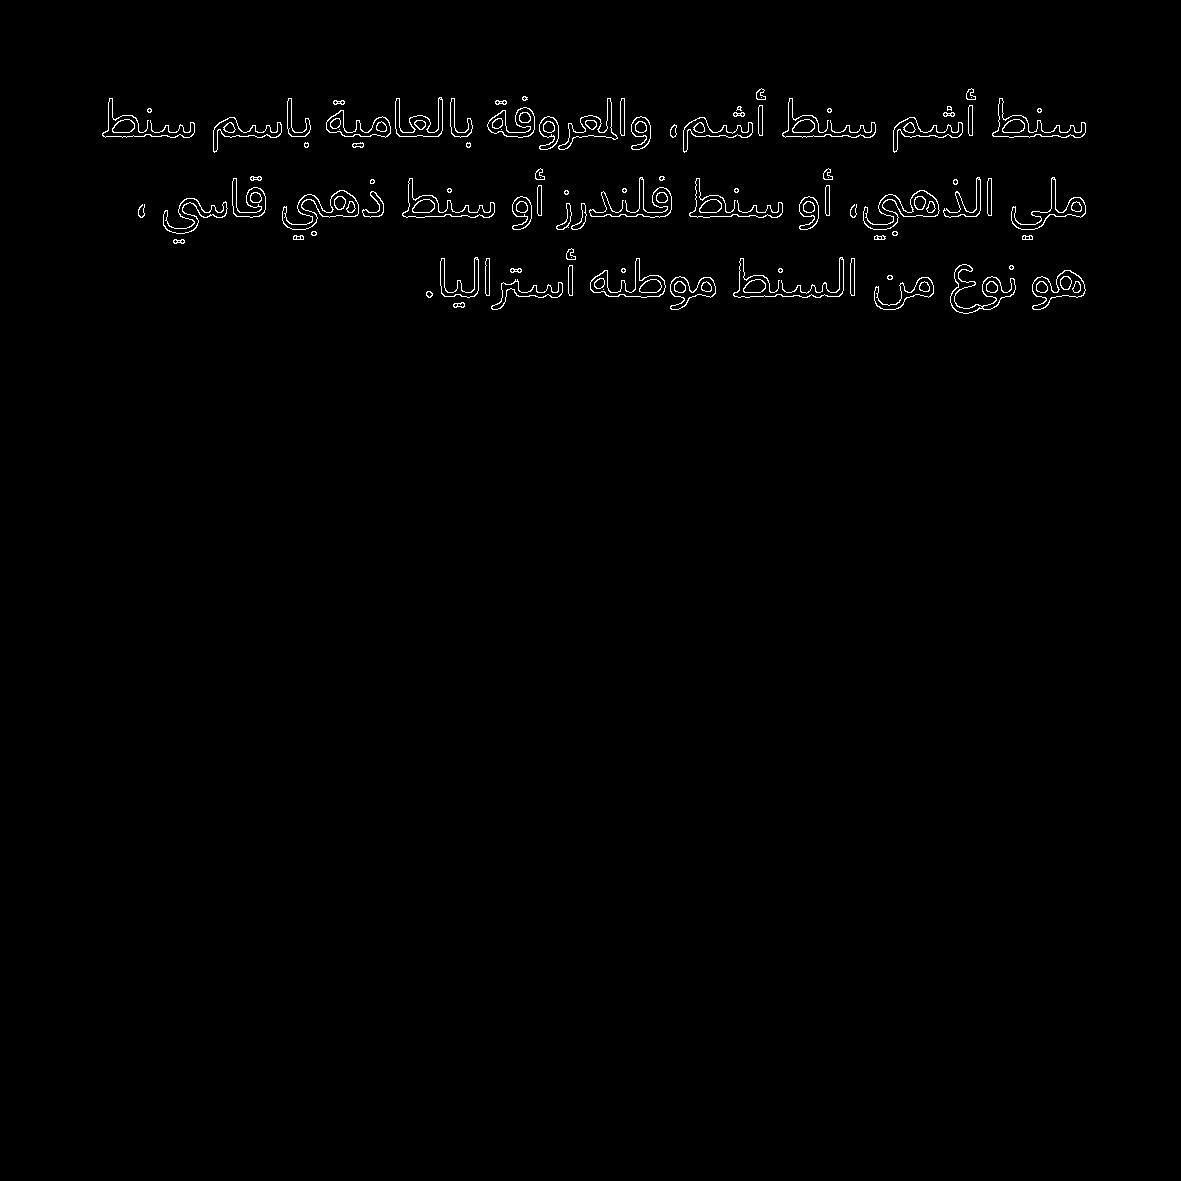 سنط أشم سنط أشم، والمعروفة بالعامية باسم سنط
ملي الذهبي، أو سنط فلندرز أو سنط ذهبي قاسي ،
هو نوع من السنط موطنه أستراليا.